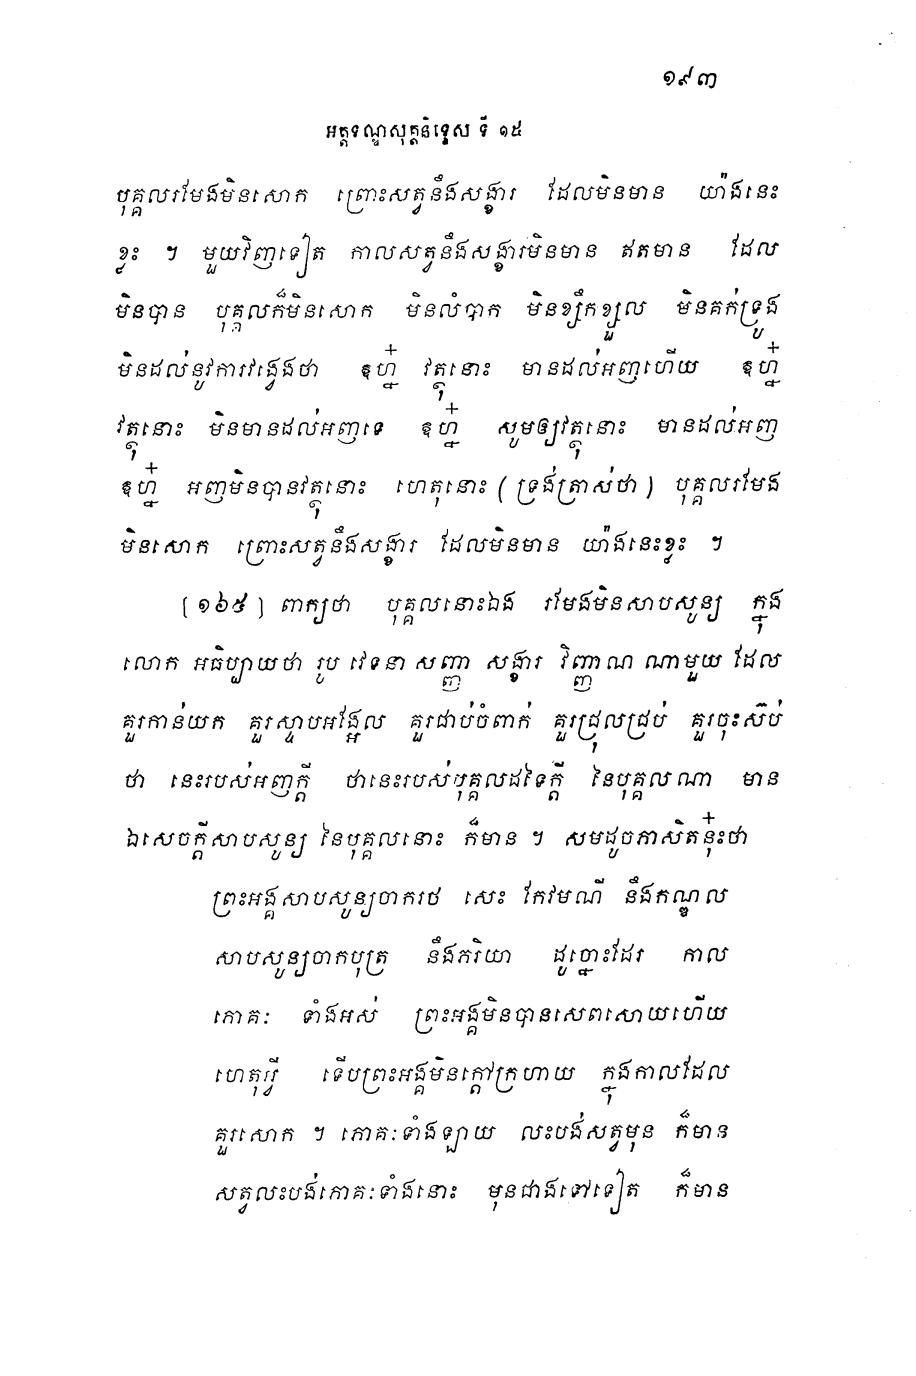 ១៩៣
អត្តទណ្ឌសុត្តនិទ្ទេស ទី ១៥
បុគ្គលរមែងមិនសោក ព្រោះសត្វនឹងសង្ខារ ដែលមិនមាន យ៉ាងនេះ
ខ្លះ ។ មួយវិញទៀត កាលសត្វនឹងសង្ខារមិនមាន ឥតមាន ដែល
មិនបាន បុគ្គលក៏មិនសោក មិនលំបាក មិនខ្សឹកខ្សួល មិនគក់ទ្រូង
មិនដល់នូវការវង្វេងថា ឧហ្ន៎ វត្ថុនោះ មានដល់អញហើយ ឧហ្ន៎
វត្ថុនោះ មិនមានដល់អញទេ ឧហ្ន៎ សូមឲ្យវត្ថុនោះ មានដល់អញ
ឧហ្ន៎ អញមិនបានវត្ថុនោះ ហេតុនោះ (ទ្រង់ត្រាស់ថា) បុគ្គលរមែង
មិនសោក ព្រោះសត្វនឹងសង្ខារ ដែលមិនមាន យ៉ាងនេះខ្លះ ។
[១៦៥] ពាក្យថា បុគ្គលនោះឯង រមែងមិនសាបសូន្យ ក្នុង
លោក អធិប្បាយថា រូប វេទនា សញ្ញា សង្ខារ វិញ្ញាណ ណាមួយ ដែល
គួរកាន់យក គួរស្ទាបអង្អែល គួរជាប់ចំពាក់ គួរជ្រុលជ្រប់ គួរចុះស៊ប់
ថា នេះរបស់អញក្តី ថានេះរបស់បុគ្គលដទៃក្តី នៃបុគ្គលណា មាន
ឯសេចក្តីសាបសូន្យ នៃបុគ្គលនោះ ក៏មាន ។ សមដូចភាសិតនុ៎ះថា
ព្រះអង្គសាបសូន្យចាករថ សេះ កែវមណី នឹងកណ្ឌល
សាបសូន្យចាកបុត្រ នឹងភរិយា ដូច្នោះដែរ កាល
ភោគៈ ទាំងអស់ ព្រះអង្គមិនបានសេពសោយហើយ
ហេតុអ្វី ទើបព្រះអង្គមិនក្តៅក្រហាយ ក្នុងកាលដែល
គួរសោក ។ ភោគៈទាំងឡាយ លះបង់សត្វមុន ក៏មាន
សត្វលះបង់ភោគៈទាំងនោះ មុនជាងទៅទៀត ក៏មាន